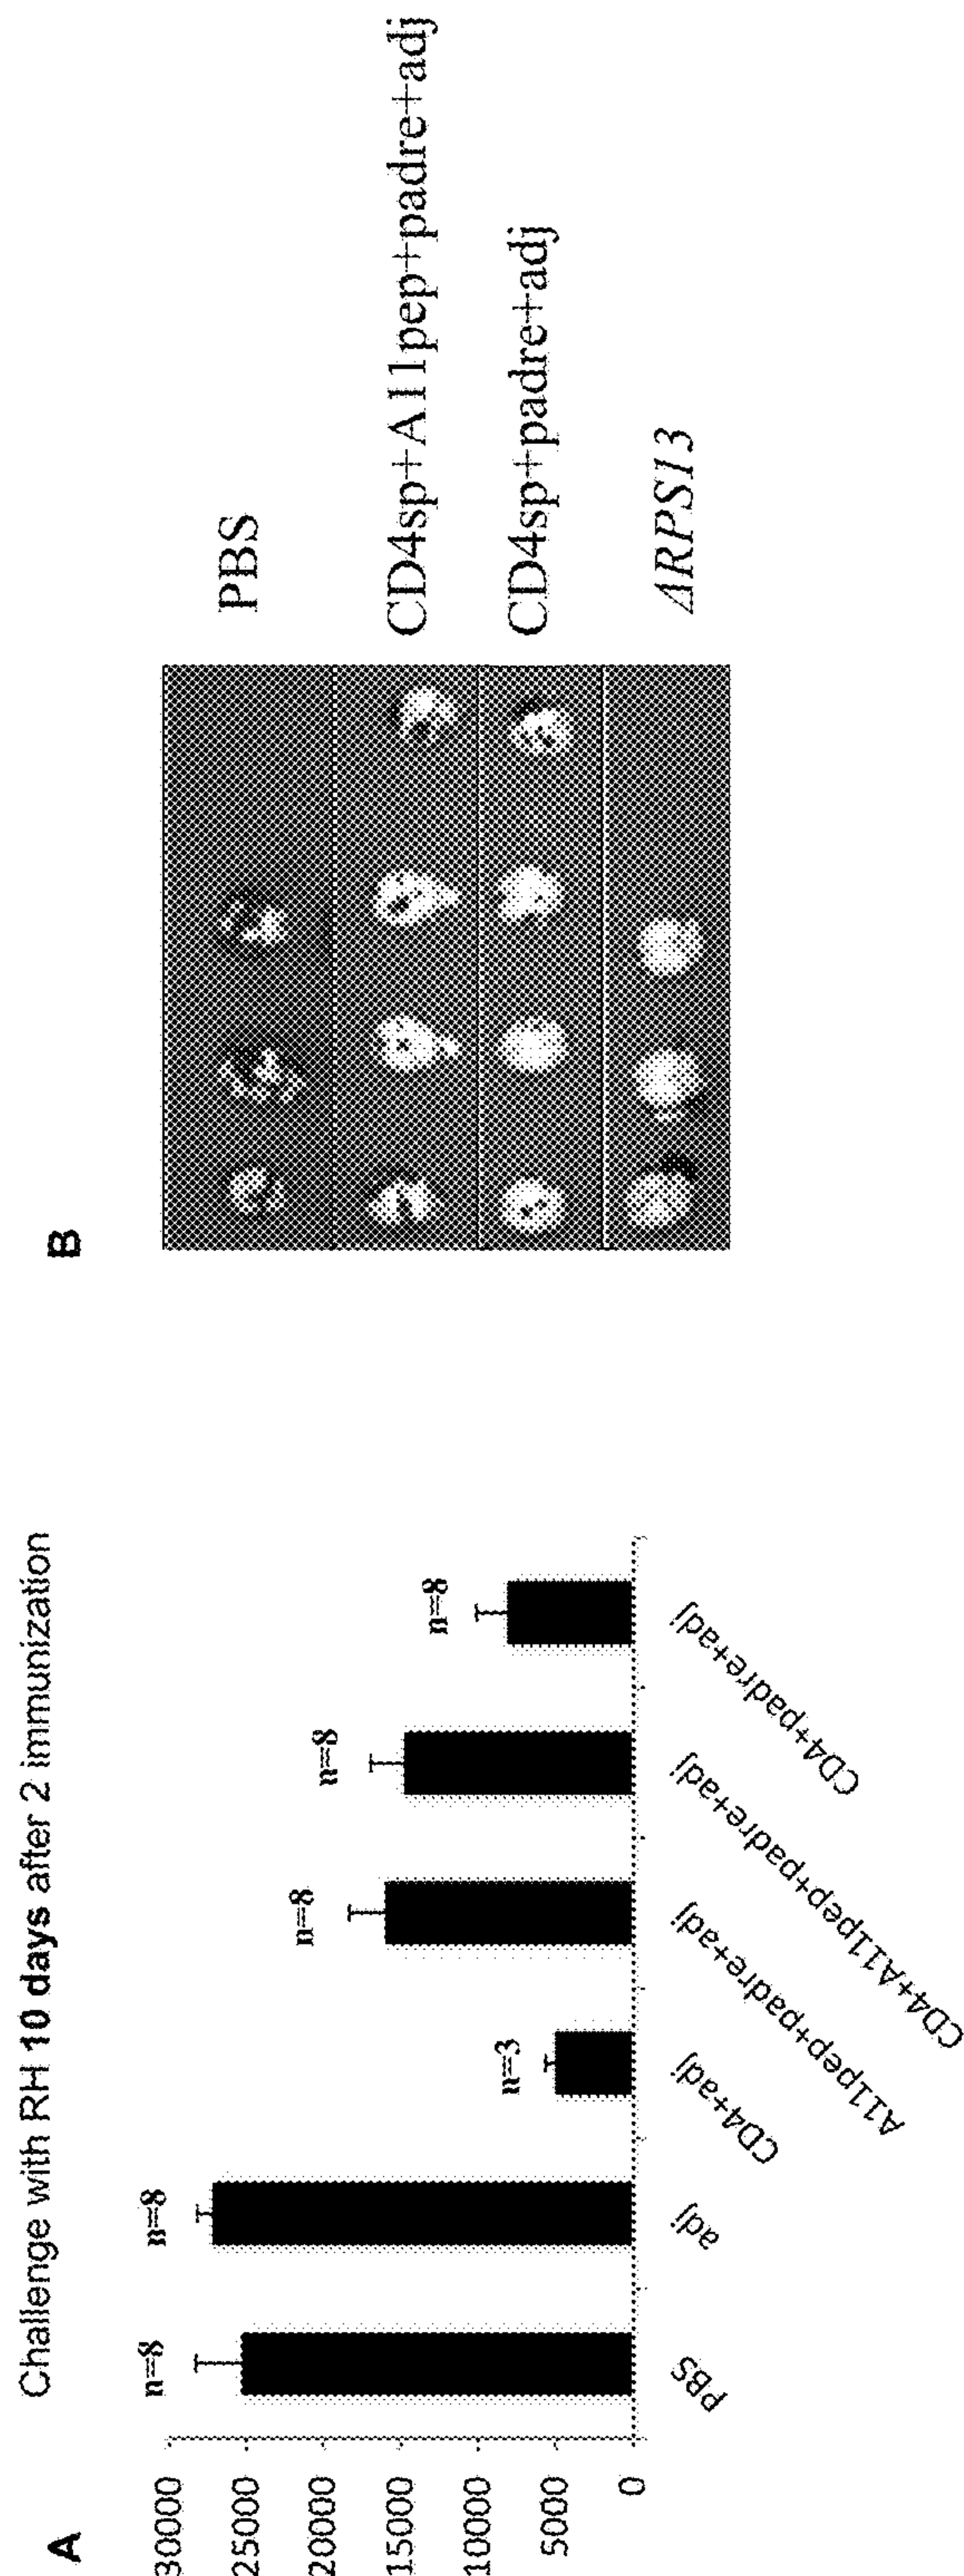 A
Challenge with RH 10 days after 2 immunization
30000
25000
20000
15000
10000
5000
0
n=8
n=8
n=3
n=8
n=8
n=8
PBS
adj
CD4+adj
A11pep+padre+adj
CD4+A11pep+padre+adj
CD4+padre+adj
B
PBS
CD4sp+A11pep+padre+adj
CD4sp+padre+adj
ΔRPS13